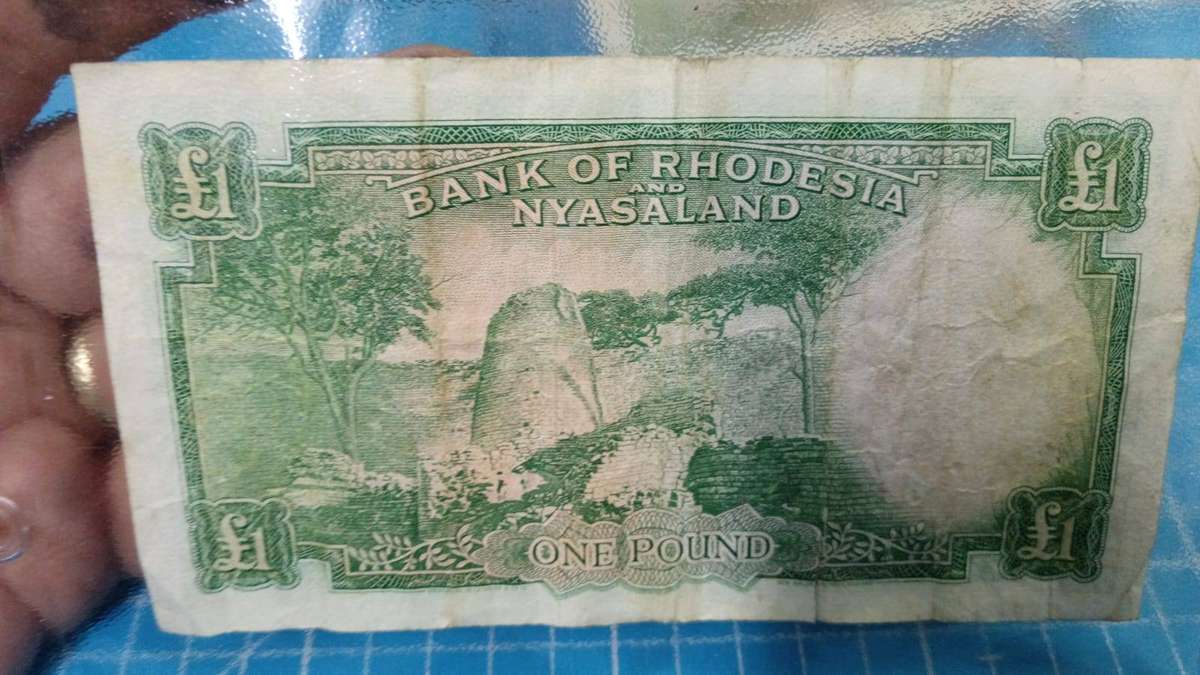 £1 £1
BANK OF RHODESIA
AND
NYASALAND
£1 ONE POUND £1